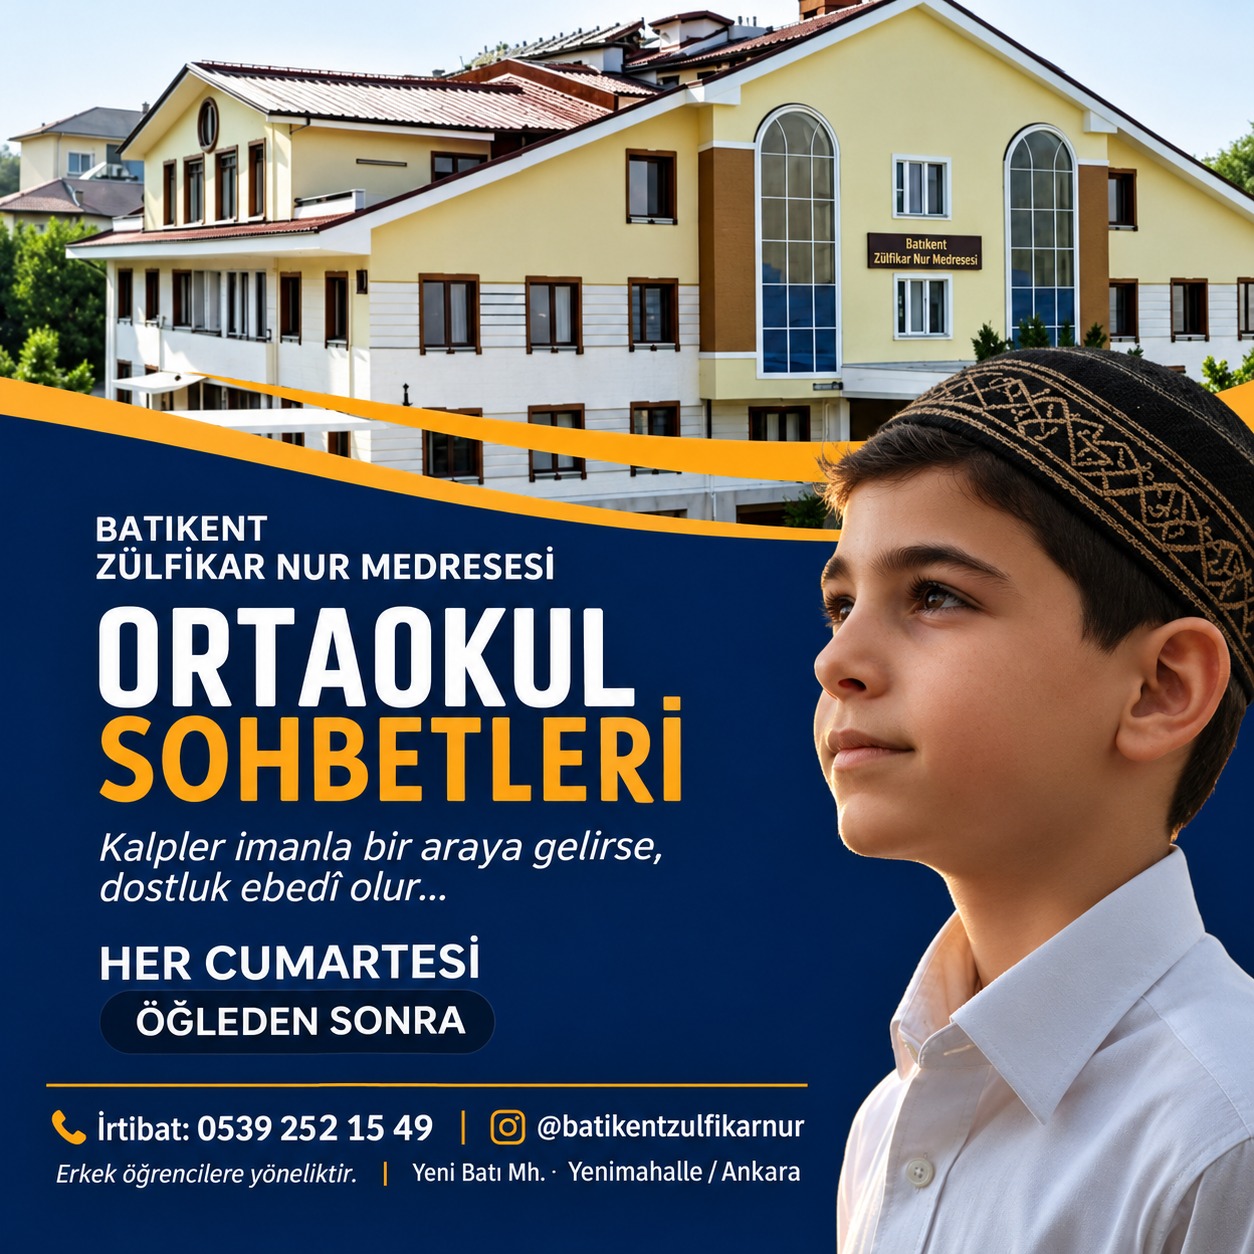 Batıkent
Zülfikar Nur Medresesi
BATIKENT
ZÜLFİKAR NUR MEDRESESİ
ORTAOKUL
SOHBETLERİ
Kalpler imanla bir araya gelirse,
dostluk ebedî olur...
HER CUMARTESİ
ÖĞLEDEN SONRA
İrtibat: 0539 252 15 49 | @batikentzulfikarnur
Erkek öğrencilere yöneliktir. | Yeni Batı Mh. · Yenimahalle / Ankara